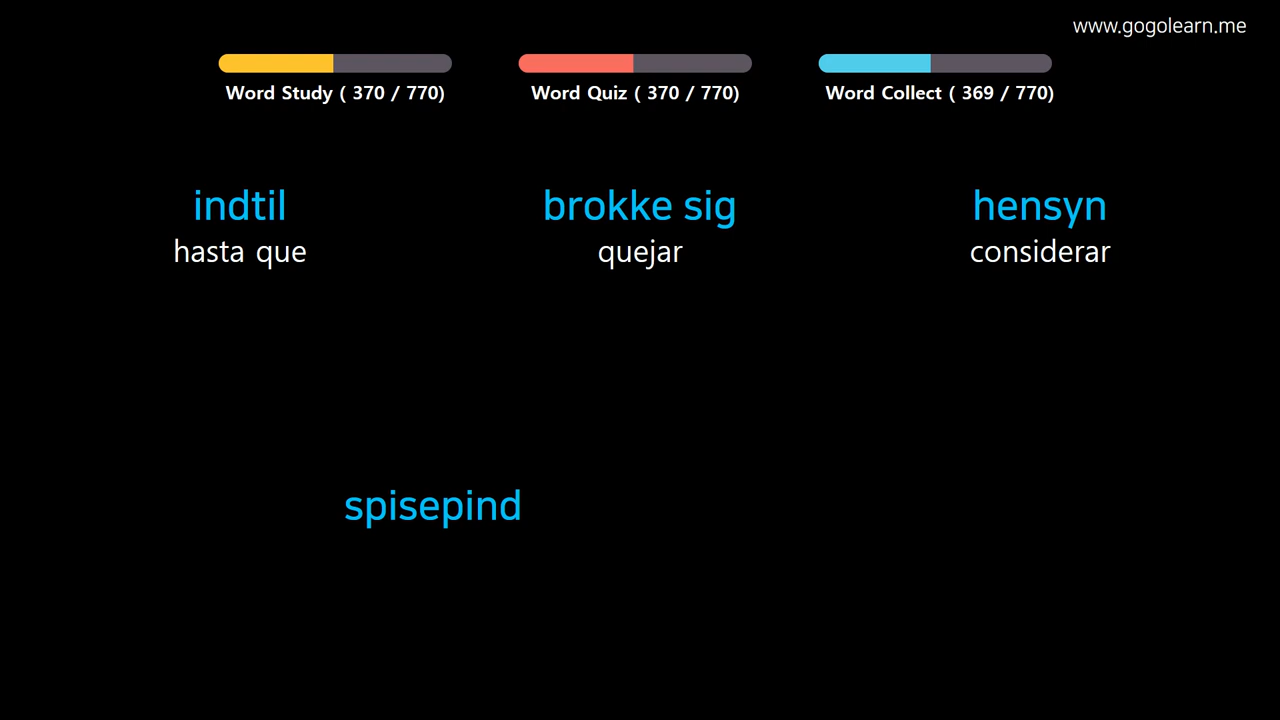 www.gogolearn.me
Word Study ( 370 / 770)
Word Quiz ( 370 / 770)
Word Collect ( 369 / 770)
indtil
hasta que
brokke sig
quejar
hensyn
considerar
spisepind